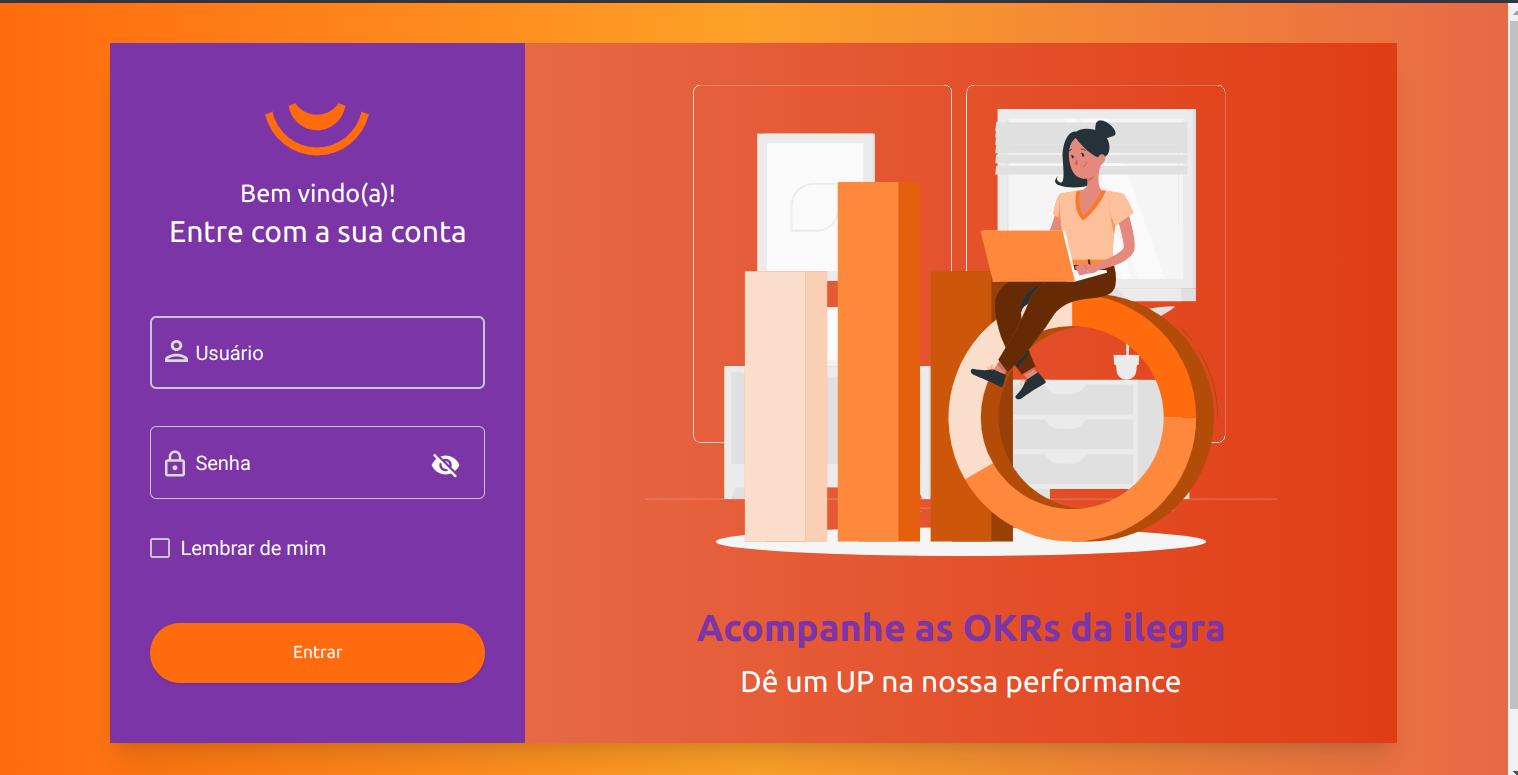 Bem vindo(a)!
Entre com a sua conta
Usuário
Senha
Lembrar de mim
Entrar
Acompanhe as OKRs da ilegra
Dê um UP na nossa performance